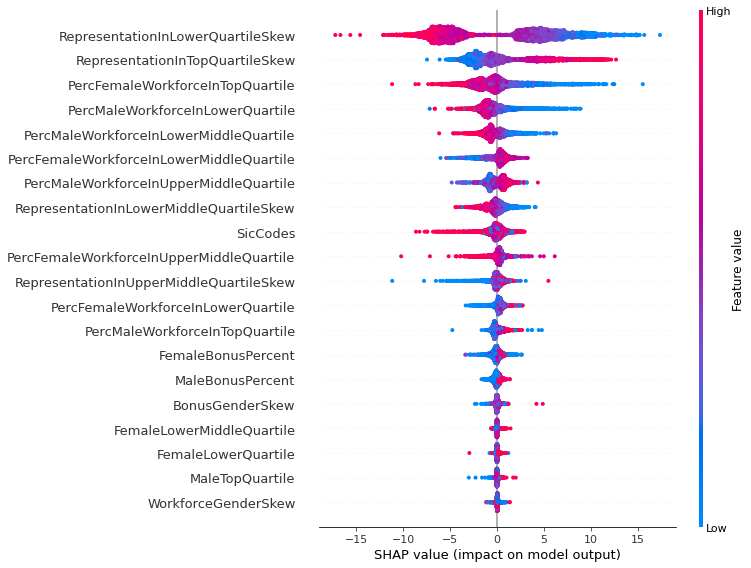 High
RepresentationInLowerQuartileSkew
RepresentationInTopQuartileSkew
PercFemaleWorkforceInTopQuartile
PercMaleWorkforceInLowerQuartile
PercMaleWorkforceInLowerMiddleQuartile
PercFemaleWorkforceInLowerMiddleQuartile
PercMaleWorkforceInUpperMiddleQuartile
RepresentationInLowerMiddleQuartileSkew
SicCodes
PercFemaleWorkforceInUpperMiddleQuartile
RepresentationInUpperMiddleQuartileSkew
PercFemaleWorkforceInLowerQuartile
PercMaleWorkforceInTopQuartile
FemaleBonusPercent
MaleBonusPercent
BonusGenderSkew
FemaleLowerMiddleQuartile
FemaleLowerQuartile
MaleTopQuartile
WorkforceGenderSkew
Feature value
Low
−15 −10 −5 0 5 10 15
SHAP value (impact on model output)